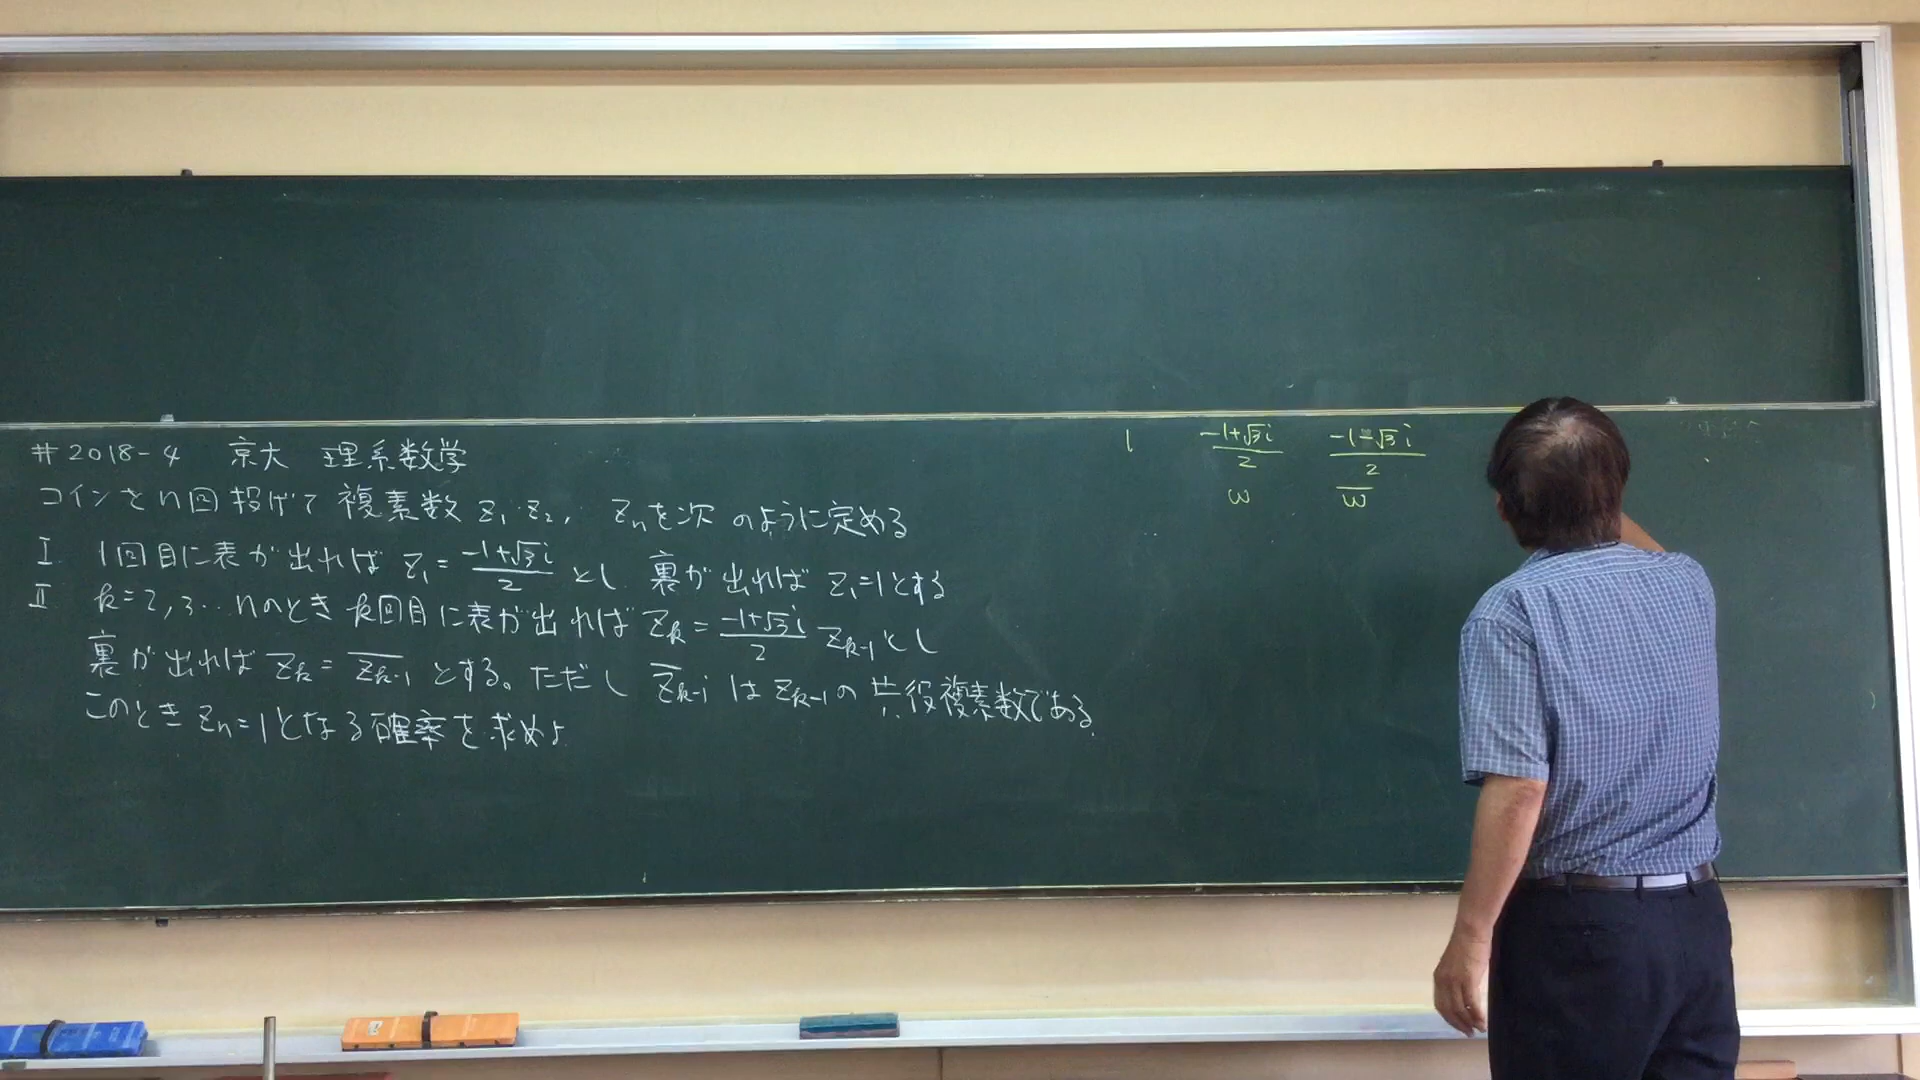 #2018-4 京大 理系数学
コインをn回投げて複素数 z₁, z₂, znを次のように定める
I 1回目に表が出れば z₁=(-1+√3i)/2 とし 裏が出れば z₁=1とする
II k=2,3…nのとき k回目に表が出れば zk=(-1+√3i)/2 zk-1とし
裏が出れば zk=z̅k-1 とする。ただし z̅k-1 は zk-1の共役複素数である
このとき zn=1となる確率を求めよ
1 (-1+√3i)/2 (-1-√3i)/2
ω ω̅